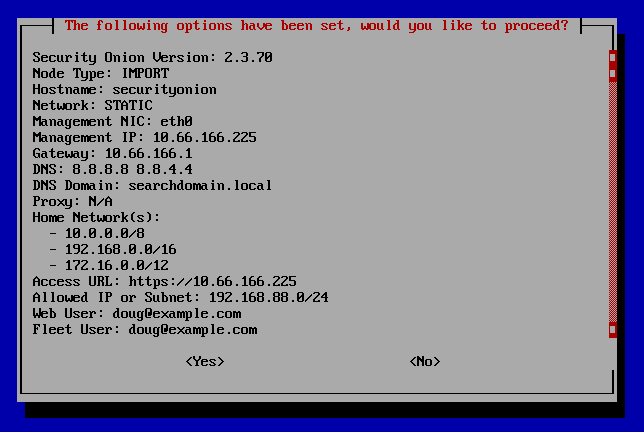 The following options have been set, would you like to proceed?
Security Onion Version: 2.3.70
Node Type: IMPORT
Hostname: securityonion
Network: STATIC
Management NIC: eth0
Management IP: 10.66.166.225
Gateway: 10.66.166.1
DNS: 8.8.8.8 8.8.4.4
DNS Domain: searchdomain.local
Proxy: N/A
Home Network(s):
- 10.0.0.0/8
- 192.168.0.0/16
- 172.16.0.0/12
Access URL: https://10.66.166.225
Allowed IP or Subnet: 192.168.88.0/24
Web User: doug@example.com
Fleet User: doug@example.com
<Yes> <No>